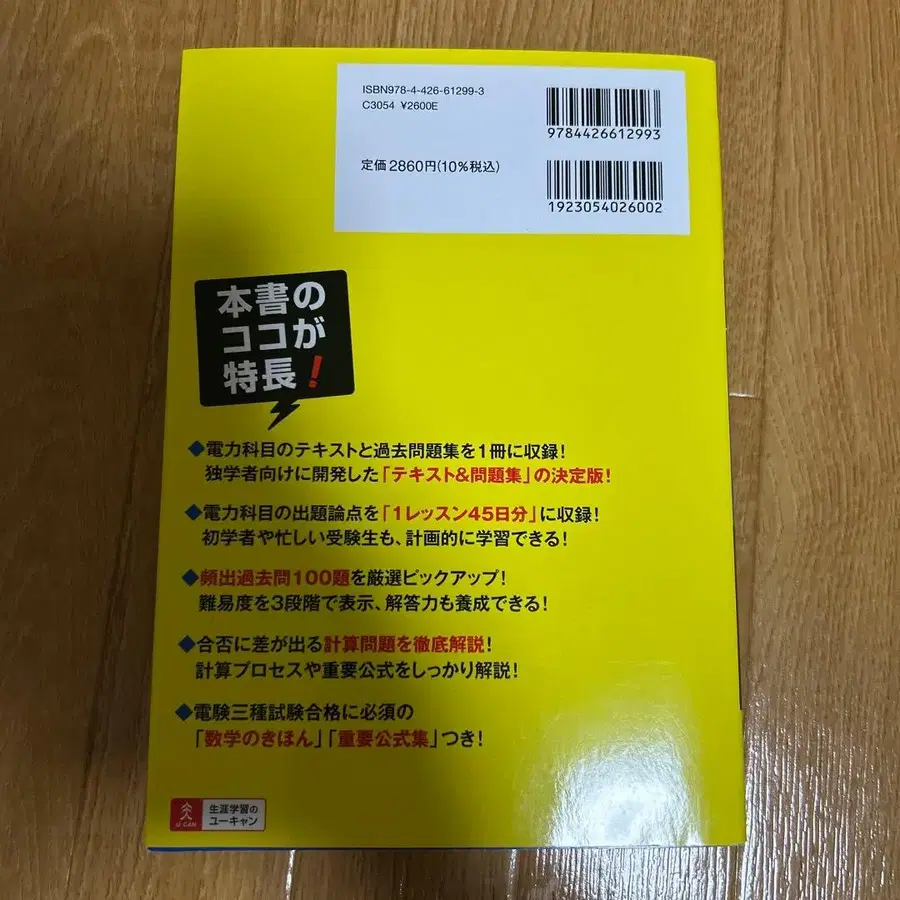 ISBN978-4-426-61299-3
C3054 ¥2600E
9784426612993
定価2860円(10%税込)
1923054026002
本書の
ココが
特長!
◆電力科目のテキストと過去問題集を1冊に収録!
独学者向けに開発した「テキスト&問題集」の決定版!
◆電力科目の出題論点を「1レッスン45日分」に収録!
初学者や忙しい受験生も、計画的に学習できる!
◆頻出過去問100題を厳選ピックアップ!
難易度を3段階で表示、解答力も養成できる!
◆合否に差が出る計算問題を徹底解説!
計算プロセスや重要公式をしっかり解説!
◆電験三種試験合格に必須の
「数学のきほん」「重要公式集」つき!
U-CAN
生涯学習の
ユーキャン